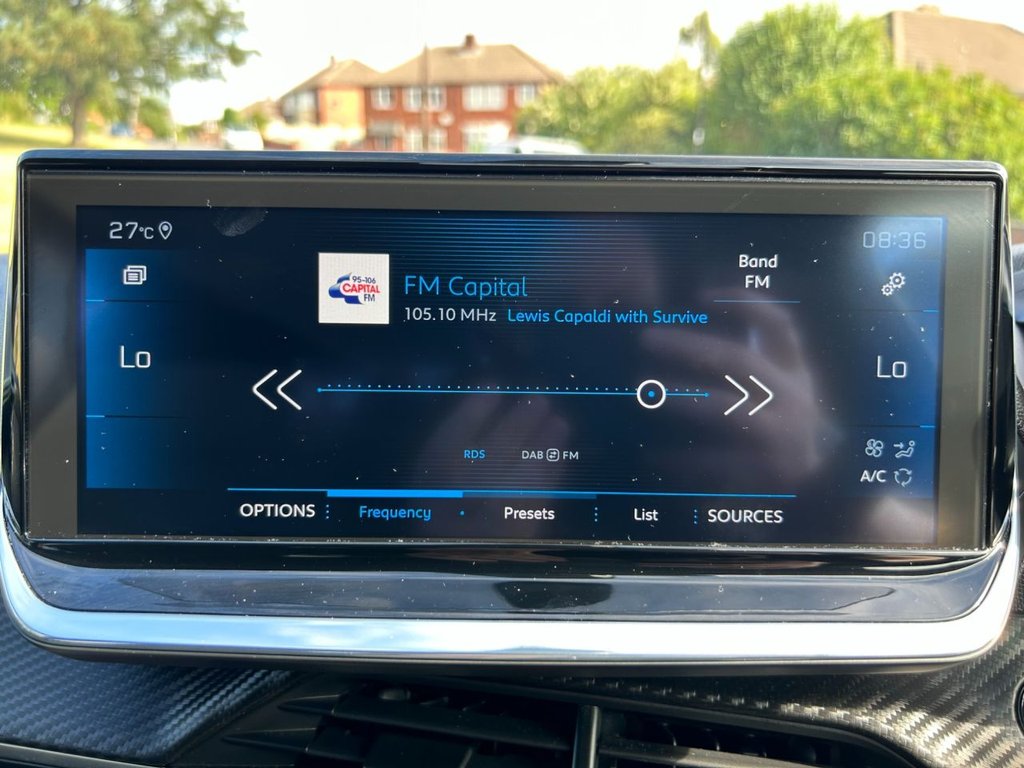 27°C
08:36
95-106
CAPITAL
FM
FM Capital
105.10 MHz Lewis Capaldi with Survive
Band
FM
Lo
Lo
RDS
DAB FM
A/C
OPTIONS Frequency Presets List SOURCES